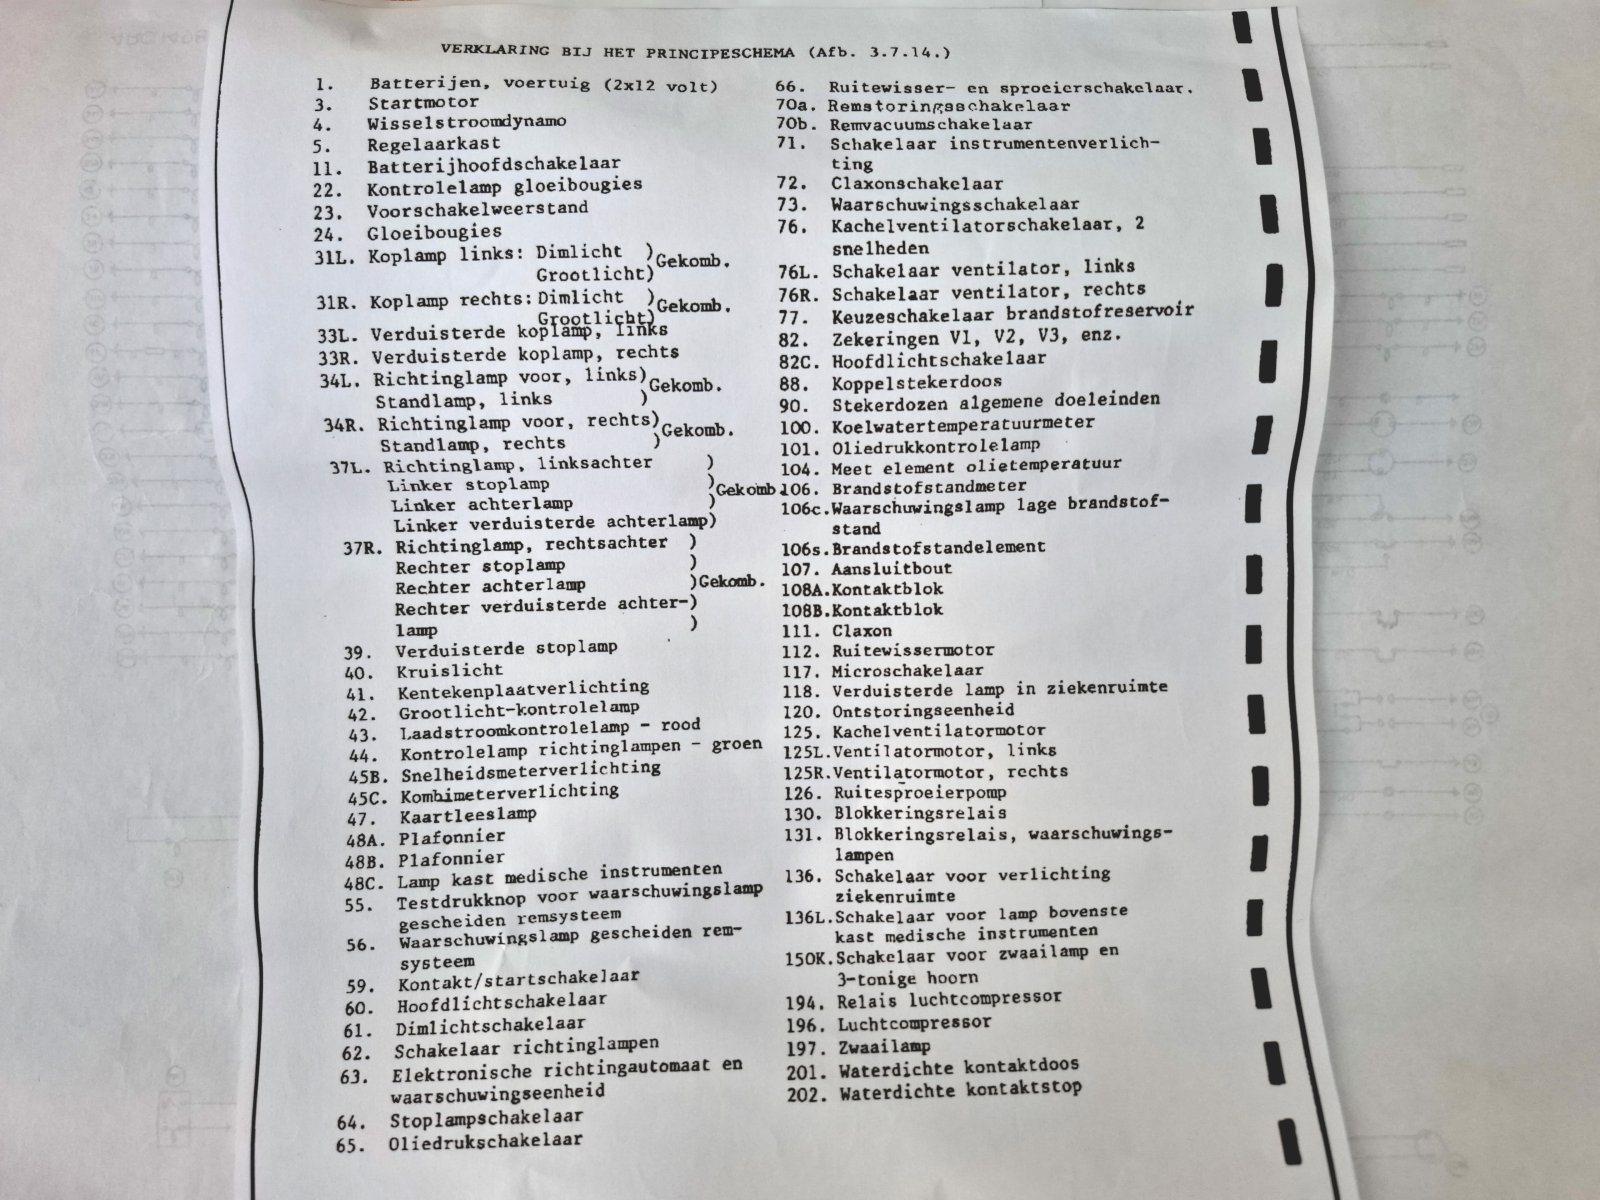 VERKLARING BIJ HET PRINCIPESCHEMA (Afb. 3.7.14.)
1. Batterijen, voertuig (2x12 volt)
3. Startmotor
4. Wisselstroomdynamo
5. Regelaarkast
11. Batterijhoofdschakelaar
22. Kontrolelamp gloeibougies
23. Voorschakelweerstand
24. Gloeibougies
31L. Koplamp links: Dimlicht )Gekomb.
Grootlicht)
31R. Koplamp rechts: Dimlicht )Gekomb.
Grootlicht)
33L. Verduisterde koplamp, links
33R. Verduisterde koplamp, rechts
34L. Richtinglamp voor, links)Gekomb.
Standlamp, links )
34R. Richtinglamp voor, rechts)Gekomb.
Standlamp, rechts )
37L. Richtinglamp, linksachter )
Linker stoplamp )Gekomb.
Linker achterlamp )
Linker verduisterde achterlamp)
37R. Richtinglamp, rechtsachter )
Rechter stoplamp )
Rechter achterlamp )Gekomb.
Rechter verduisterde achter-)
lamp )
39. Verduisterde stoplamp
40. Kruislicht
41. Kentekenplaatverlichting
42. Grootlicht-kontrolelamp
43. Laadstroomkontrolelamp - rood
44. Kontrolelamp richtinglampen - groen
45B. Snelheidsmeterverlichting
45C. Kombimeterverlichting
47. Kaartleeslamp
48A. Plafonnier
48B. Plafonnier
48C. Lamp kast medische instrumenten
55. Testdrukknop voor waarschuwingslamp
gescheiden remsysteem
56. Waarschuwingslamp gescheiden rem-
systeem
59. Kontakt/startschakelaar
60. Hoofdlichtschakelaar
61. Dimlichtschakelaar
62. Schakelaar richtinglampen
63. Elektronische richtingautomaat en
waarschuwingseenheid
64. Stoplampschakelaar
65. Oliedrukschakelaar
66. Ruitewisser- en sproeierschakelaar.
70a. Remstoringsschakelaar
70b. Remvacuumschakelaar
71. Schakelaar instrumentenverlich-
ting
72. Claxonschakelaar
73. Waarschuwingsschakelaar
76. Kachelventilatorschakelaar, 2
snelheden
76L. Schakelaar ventilator, links
76R. Schakelaar ventilator, rechts
77. Keuzeschakelaar brandstofreservoir
82. Zekeringen V1, V2, V3, enz.
82C. Hoofdlichtschakelaar
88. Koppelstekerdoos
90. Stekerdozen algemene doeleinden
100. Koelwatertemperatuurmeter
101. Oliedrukkontrolelamp
104. Meet element olietemperatuur
106. Brandstofstandmeter
106c.Waarschuwingslamp lage brandstof-
stand
106s.Brandstofstandelement
107. Aansluitbout
108A.Kontaktblok
108B.Kontaktblok
111. Claxon
112. Ruitewissermotor
117. Microschakelaar
118. Verduisterde lamp in ziekenruimte
120. Ontstoringseenheid
125. Kachelventilatormotor
125L.Ventilatormotor, links
125R.Ventilatormotor, rechts
126. Ruitesproeierpomp
130. Blokkeringsrelais
131. Blokkeringsrelais, waarschuwings-
lampen
136. Schakelaar voor verlichting
ziekenruimte
136L.Schakelaar voor lamp bovenste
kast medische instrumenten
150K.Schakelaar voor zwaailamp en
3-tonige hoorn
194. Relais luchtcompressor
196. Luchtcompressor
197. Zwaailamp
201. Waterdichte kontaktdoos
202. Waterdichte kontaktstop